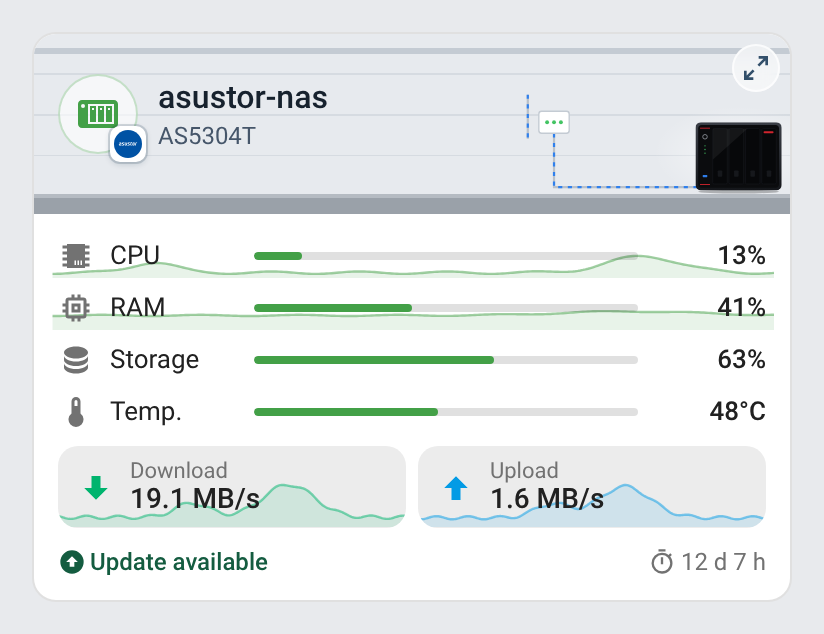 asustor-nas
AS5304T
asustor
CPU
13%
RAM
41%
Storage
63%
Temp.
48°C
Download
19.1 MB/s
Upload
1.6 MB/s
Update available
12 d 7 h